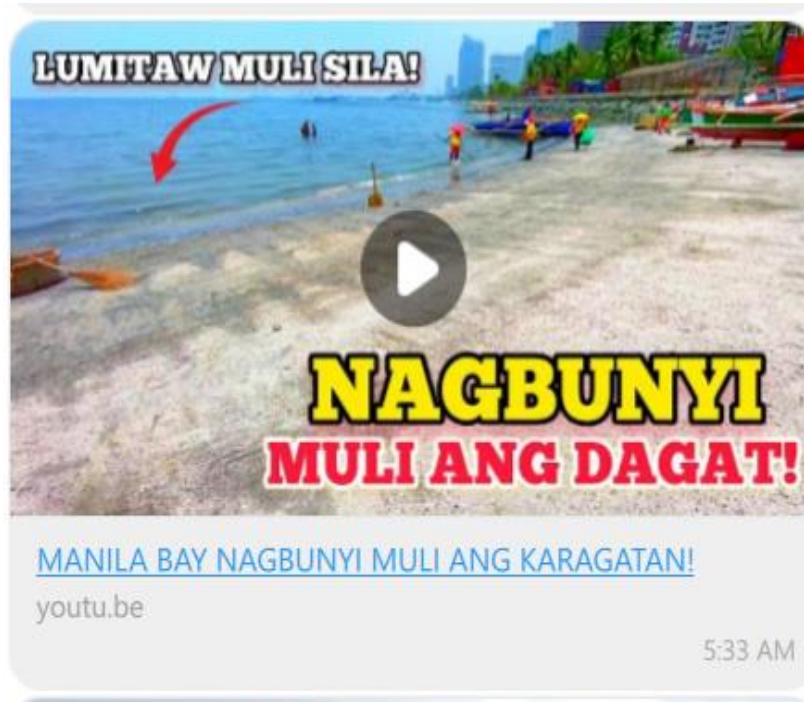 LUMITAW MULI SILA!
NAGBUNYI
MULI ANG DAGAT!
MANILA BAY NAGBUNYI MULI ANG KARAGATAN!
youtu.be
5:33 AM